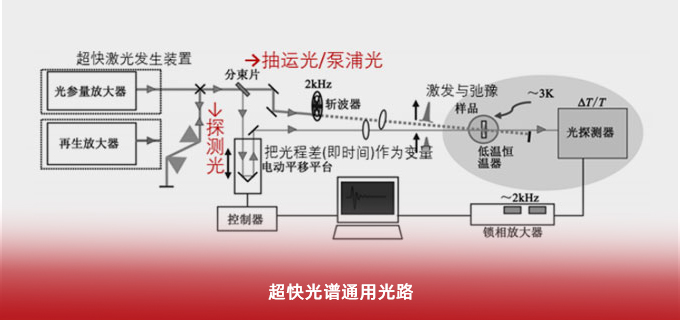 超快激光发生装置
光参量放大器
再生放大器
→抽运光/泵浦光
分束片
2kHz
斩波器
↓探测光
激发与弛豫
样品
~3K
ΔT/T
光探测器
低温恒
温器
把光程差(即时间)作为变量
电动平移平台
控制器
~2kHz
锁相放大器
超快光谱通用光路